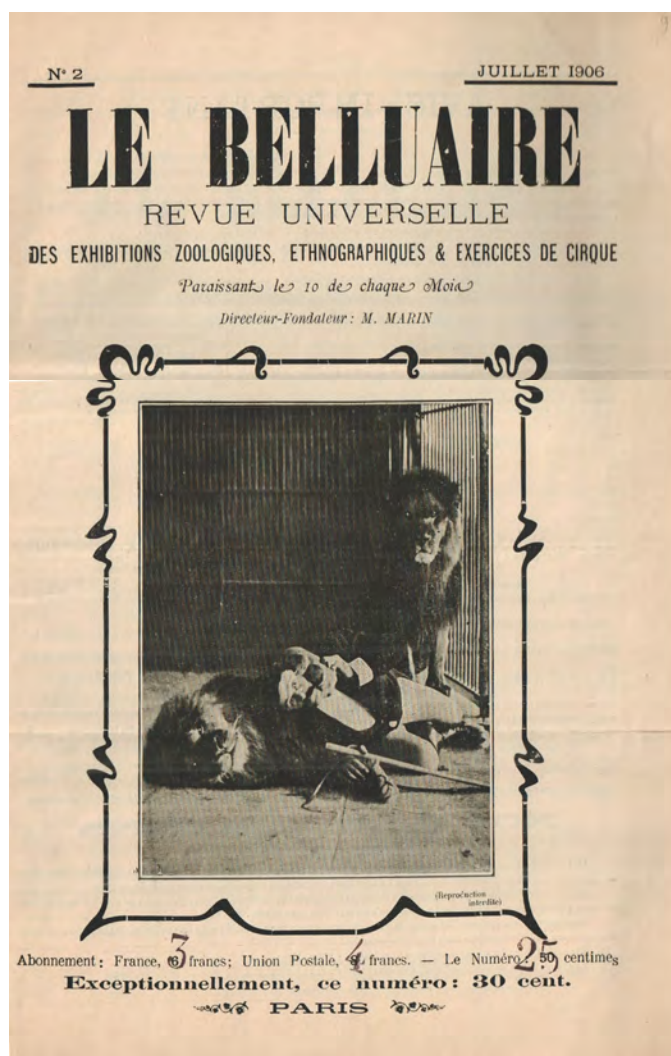 N° 2
JUILLET 1906
LE BELLUAIRE
REVUE UNIVERSELLE
DES EXHIBITIONS ZOOLOGIQUES, ETHNOGRAPHIQUES & EXERCICES DE CIRQUE
Paraissant le 10 de chaque Mois
Directeur-Fondateur : M. MARIN
(Reproduction
interdite)
Abonnement : France, 3 francs; Union Postale, 4 francs. — Le Numéro : 25 centimes
Exceptionnellement, ce numéro : 30 cent.
PARIS